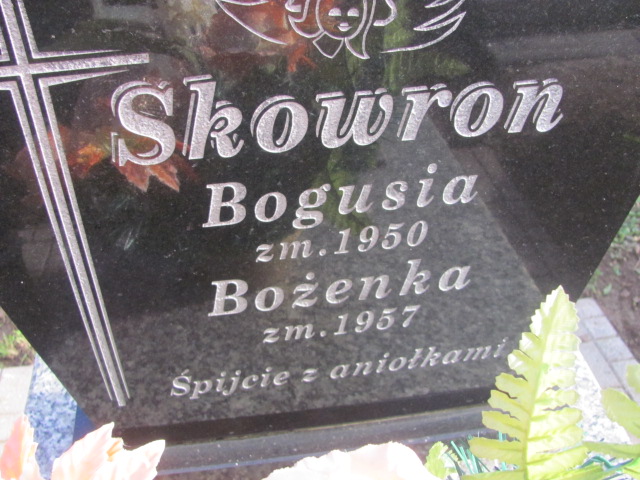 Skowron
Bogusia
zm. 1950
Bożenka
zm. 1957
Śpijcie z aniołkami